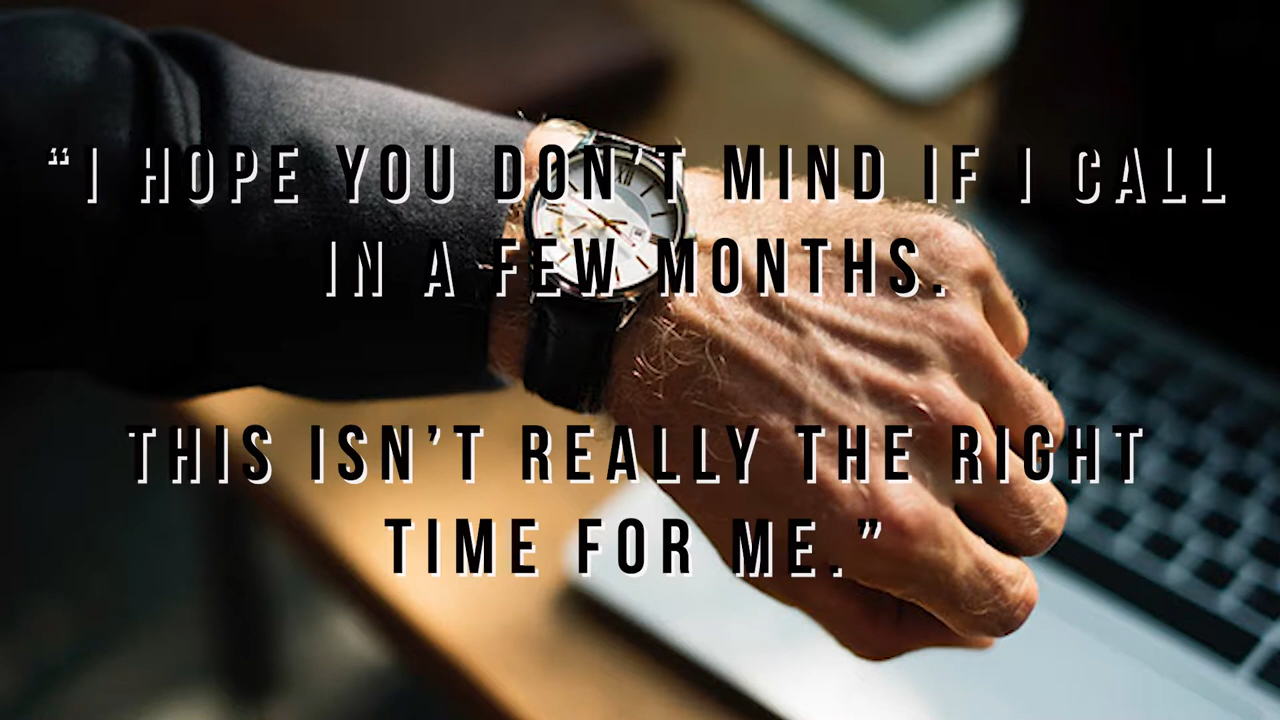 “I HOPE YOU DON’T MIND IF I CALL
IN A FEW MONTHS.
THIS ISN’T REALLY THE RIGHT
TIME FOR ME.”